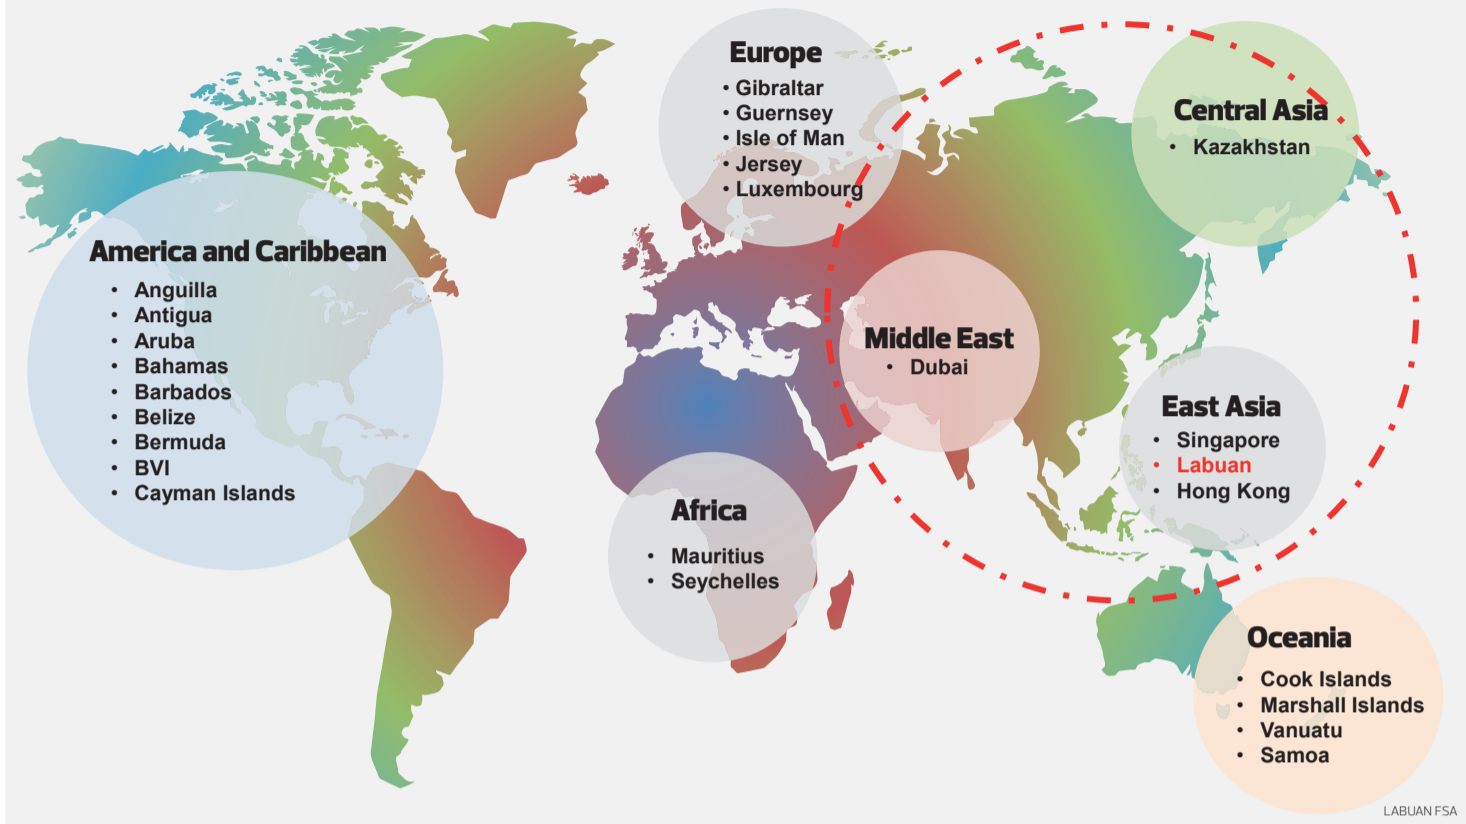 Europe
• Gibraltar
• Guernsey
• Isle of Man
• Jersey
• Luxembourg
Central Asia
• Kazakhstan
America and Caribbean
• Anguilla
• Antigua
• Aruba
• Bahamas
• Barbados
• Belize
• Bermuda
• BVI
• Cayman Islands
Middle East
• Dubai
East Asia
• Singapore
• Labuan
• Hong Kong
Africa
• Mauritius
• Seychelles
Oceania
• Cook Islands
• Marshall Islands
• Vanuatu
• Samoa
LABUAN FSA